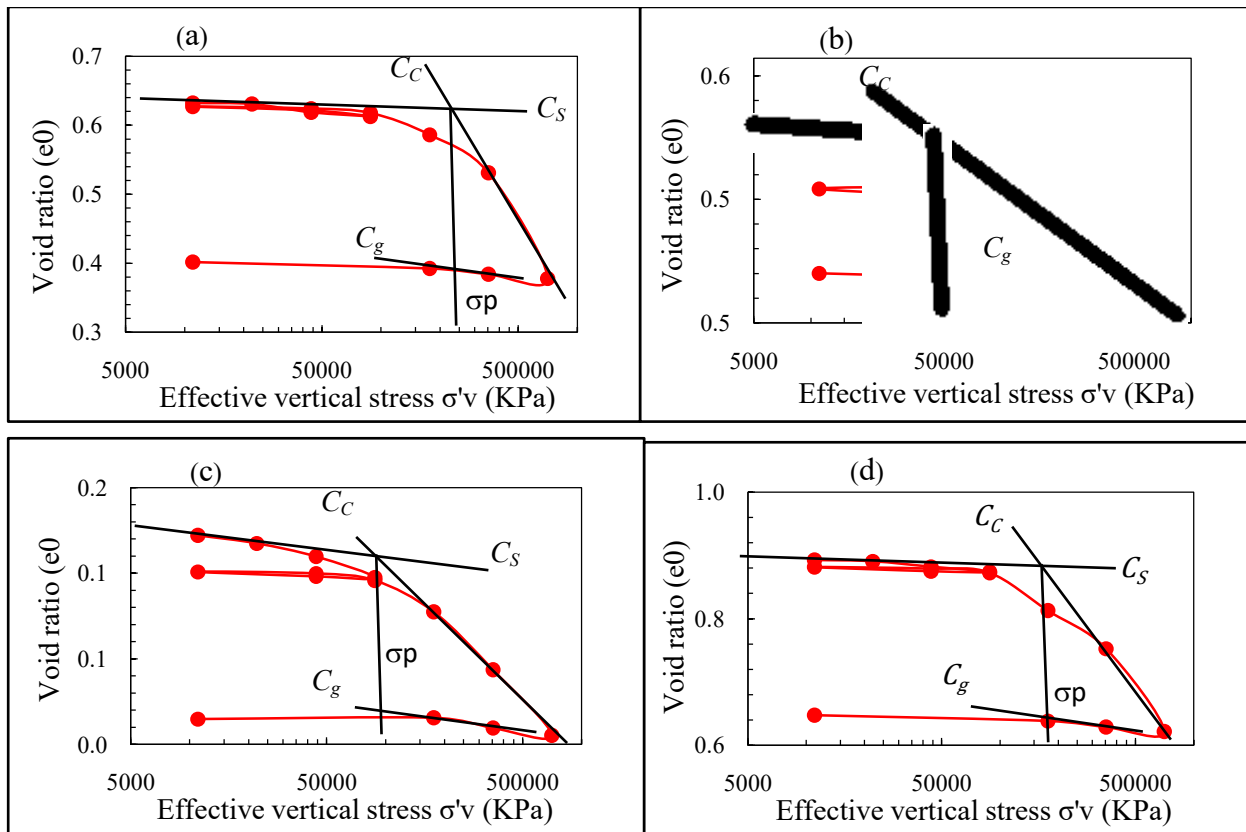 (a)
0.7
0.6
0.5
0.4
0.3
C_C
C_S
C_g
σp
5000
50000
500000
Void ratio (e0)
Effective vertical stress σ'v (KPa)
(b)
0.6
0.5
0.5
C_C
C_g
5000
50000
500000
Void ratio (e0)
Effective vertical stress σ'v (KPa)
(c)
0.2
0.1
0.1
0.0
C_C
C_S
C_g
σp
5000
50000
500000
Void ratio (e0
Effective vertical stress σ'v (KPa)
(d)
1.0
0.8
0.6
C_C
C_S
C_g
σp
5000
50000
500000
Void ratio (e0)
Effective vertical stress σ'v (KPa)